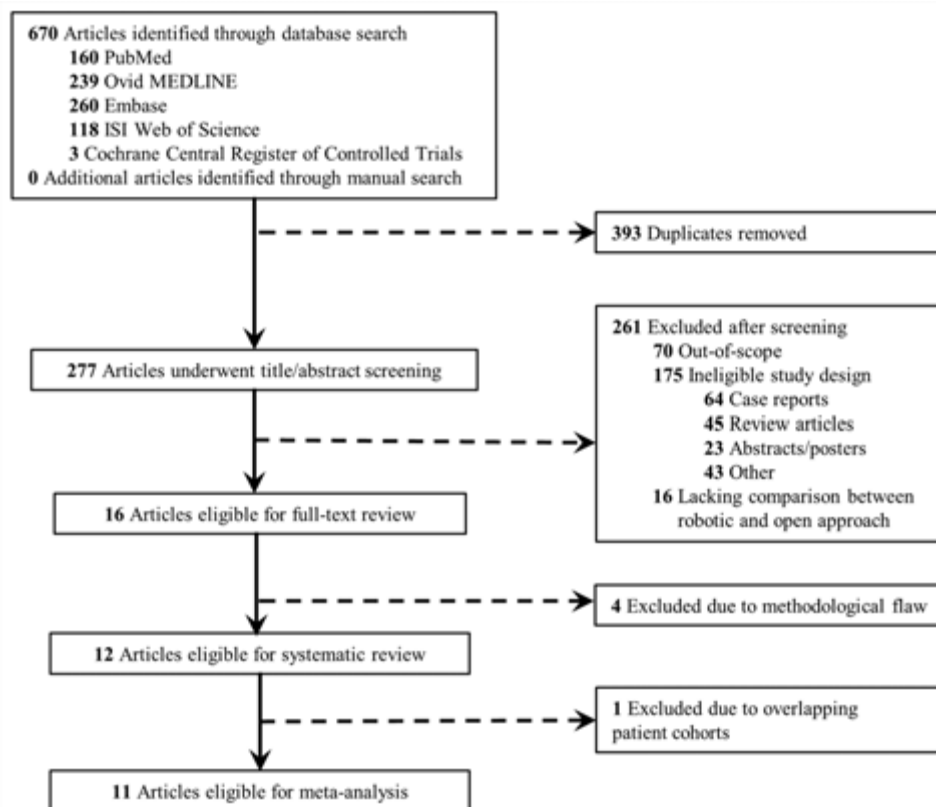 670 Articles identified through database search
160 PubMed
239 Ovid MEDLINE
260 Embase
118 ISI Web of Science
3 Cochrane Central Register of Controlled Trials
0 Additional articles identified through manual search
393 Duplicates removed
277 Articles underwent title/abstract screening
261 Excluded after screening
70 Out-of-scope
175 Ineligible study design
64 Case reports
45 Review articles
23 Abstracts/posters
43 Other
16 Lacking comparison between
robotic and open approach
16 Articles eligible for full-text review
4 Excluded due to methodological flaw
12 Articles eligible for systematic review
1 Excluded due to overlapping
patient cohorts
11 Articles eligible for meta-analysis